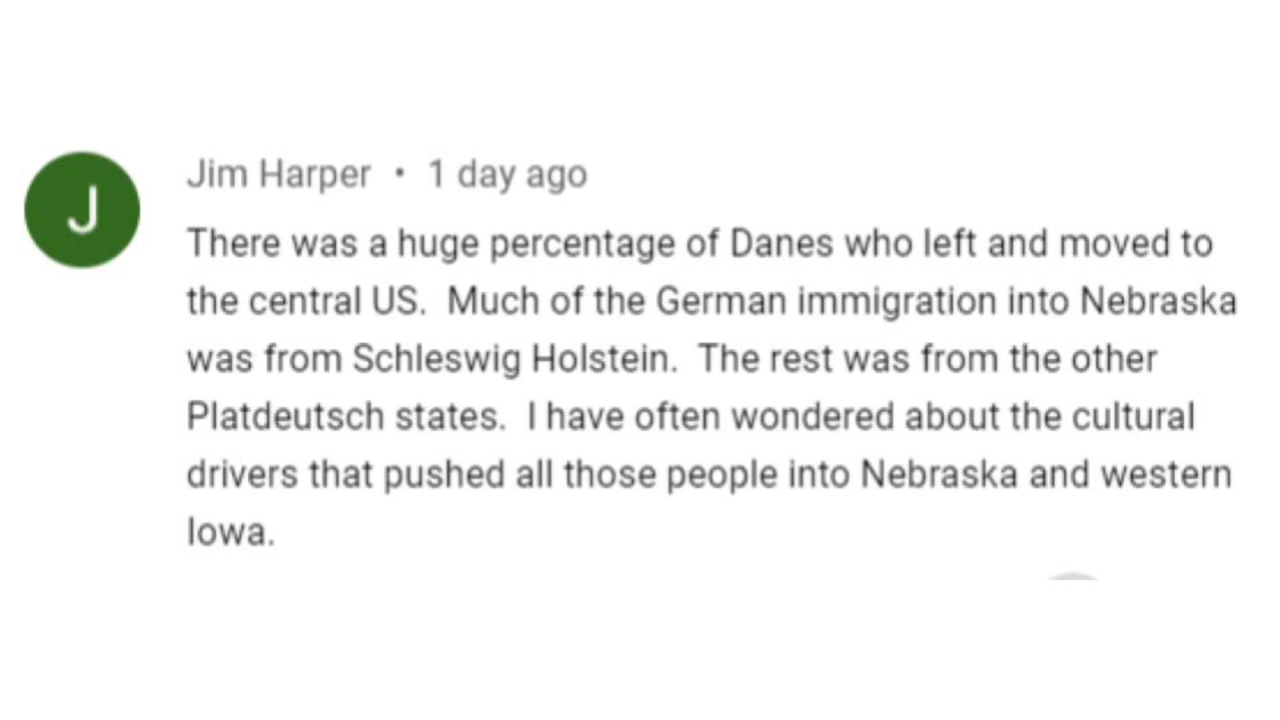 J
Jim Harper • 1 day ago
There was a huge percentage of Danes who left and moved to
the central US.  Much of the German immigration into Nebraska
was from Schleswig Holstein.  The rest was from the other
Platdeutsch states.  I have often wondered about the cultural
drivers that pushed all those people into Nebraska and western
Iowa.